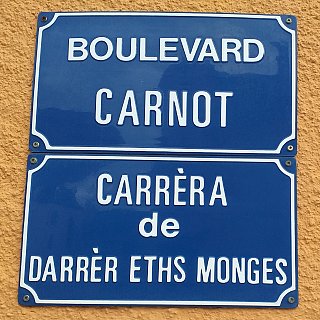 BOULEVARD
CARNOT
CARRÈRA
de
DARRÈR ETHS MONGES